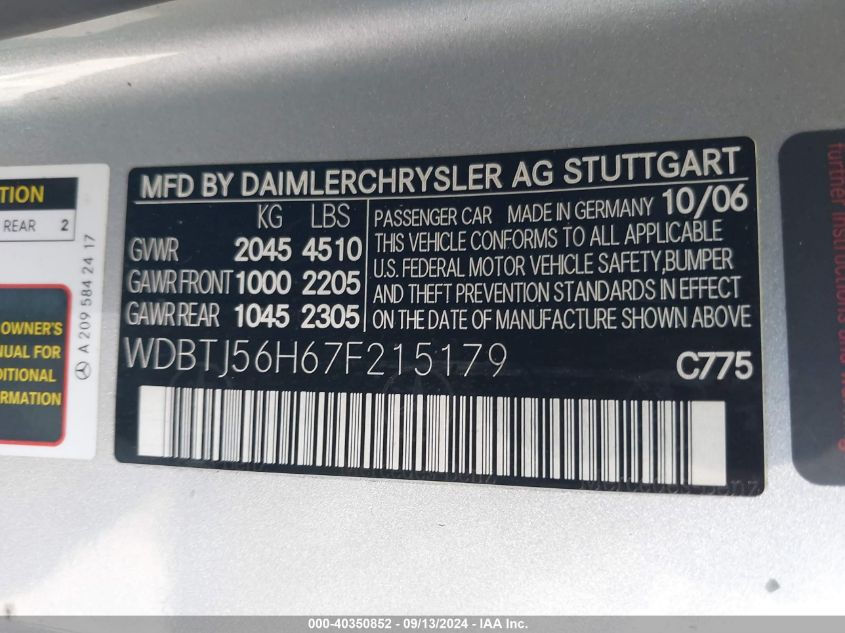 TION
REAR 2
A 209 584 24 17
OWNER'S
FOR
MFD BY DAIMLERCHRYSLER AG STUTTGART
KG LBS
GVWR 2045 4510
GAWR FRONT 1000 2205
GAWR REAR 1045 2305
PASSENGER CAR MADE IN GERMANY 10/06
THIS VEHICLE CONFORMS TO ALL APPLICABLE
U.S. FEDERAL MOTOR VEHICLE SAFETY,BUMPER
AND THEFT PREVENTION STANDARDS IN EFFECT
ON THE DATE OF MANUFACTURE SHOWN ABOVE
WDBTJ56H67F215179
C775
further instructions and
000-40350852 - 09/13/2024 - IAA, Inc.